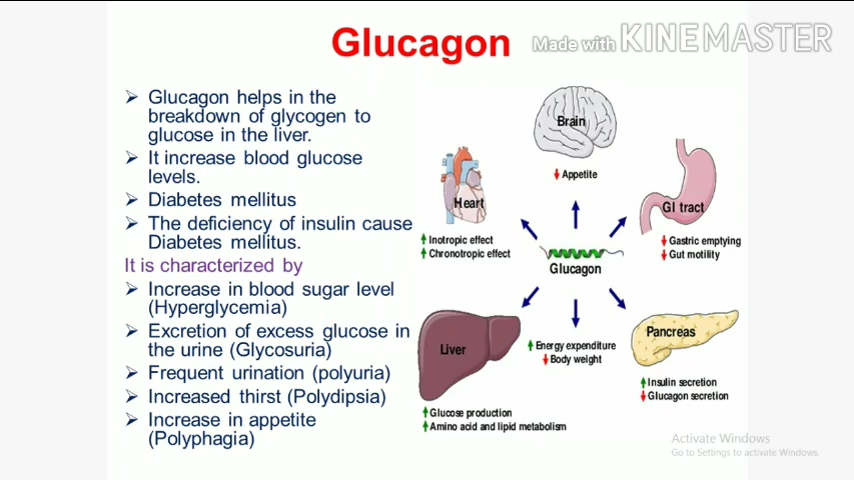 Glucagon
Made with KINEMASTER
➢ Glucagon helps in the
breakdown of glycogen to
glucose in the liver.
➢ It increase blood glucose
levels.
➢ Diabetes mellitus
➢ The deficiency of insulin cause
Diabetes mellitus.
It is characterized by
➢ Increase in blood sugar level
(Hyperglycemia)
➢ Excretion of excess glucose in
the urine (Glycosuria)
➢ Frequent urination (polyuria)
➢ Increased thirst (Polydipsia)
➢ Increase in appetite
(Polyphagia)
Brain
↓ Appetite
Heart
↑ Inotropic effect
↑ Chronotropic effect
GI tract
↓ Gastric emptying
↓ Gut motility
Glucagon
Liver
↑ Glucose production
↑ Amino acid and lipid metabolism
↑ Energy expenditure
↓ Body weight
Pancreas
↑ Insulin secretion
↓ Glucagon secretion
Activate Windows
Go to Settings to activate Windows.